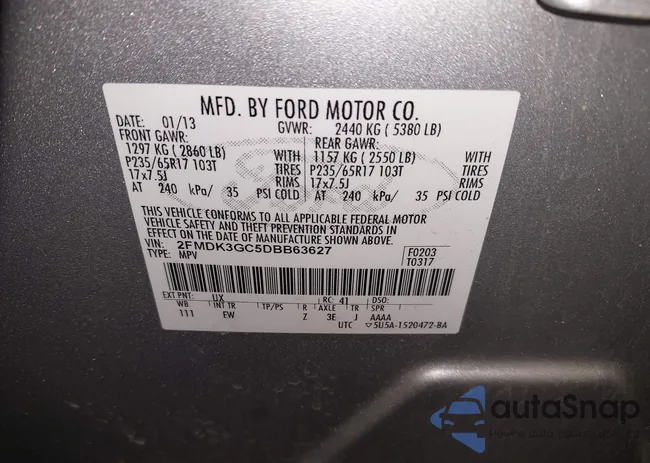 MFD. BY FORD MOTOR CO.
DATE: 01/13 GVWR: 2440 KG ( 5380 LB)
FRONT GAWR: REAR GAWR:
1297 KG ( 2860 LB) WITH 1157 KG ( 2550 LB) WITH
P235/65R17 103T TIRES P235/65R17 103T TIRES
17x7.5J RIMS 17x7.5J RIMS
AT 240 kPa/ 35 PSI COLD AT 240 kPa/ 35 PSI COLD
THIS VEHICLE CONFORMS TO ALL APPLICABLE FEDERAL MOTOR
VEHICLE SAFETY AND THEFT PREVENTION STANDARDS IN
EFFECT ON THE DATE OF MANUFACTURE SHOWN ABOVE.
VIN: 2FMDK3GC5DBB63627 F0203
TYPE: MPV T0317
EXT PNT: UX RC: 41 DSO:
WB INT TR TP/PS R AXLE TR SPR
111 EW Z 3E J AAAA
UTC ▽5U5A-1520472-BA
autaSnap